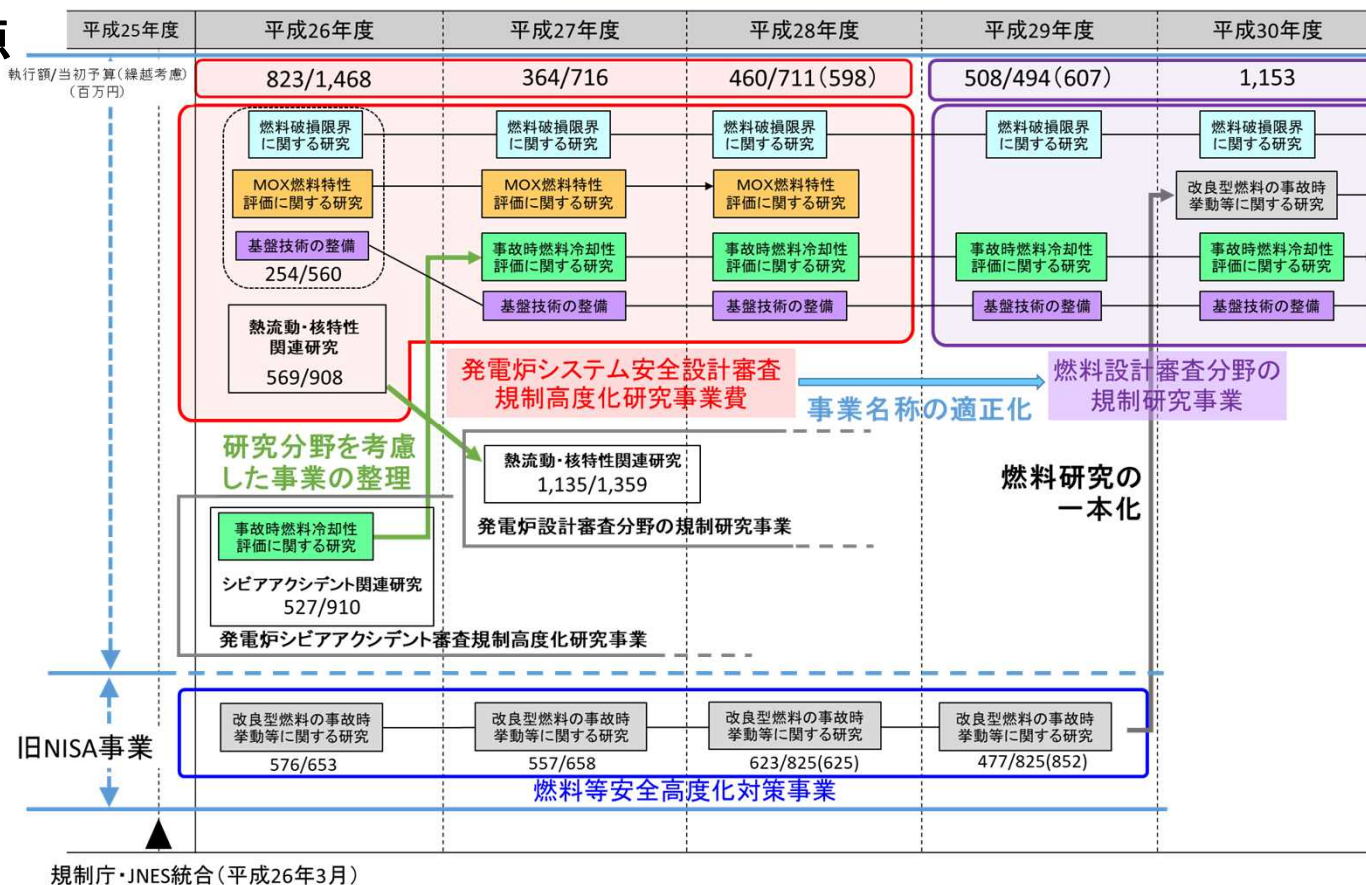 点
平成25年度
平成26年度
平成27年度
平成28年度
平成29年度
平成30年度
執行額/当初予算(繰越考慮)
(百万円)
823/1,468
364/716
460/711(598)
508/494(607)
1,153
燃料破損限界
に関する研究
燃料破損限界
に関する研究
燃料破損限界
に関する研究
燃料破損限界
に関する研究
燃料破損限界
に関する研究
MOX燃料特性
評価に関する研究
MOX燃料特性
評価に関する研究
MOX燃料特性
評価に関する研究
改良型燃料の事故時
挙動等に関する研究
基盤技術の整備
254/560
事故時燃料冷却性
評価に関する研究
事故時燃料冷却性
評価に関する研究
事故時燃料冷却性
評価に関する研究
事故時燃料冷却性
評価に関する研究
基盤技術の整備
基盤技術の整備
基盤技術の整備
基盤技術の整備
熱流動・核特性
関連研究
569/908
発電炉システム安全設計審査
規制高度化研究事業費
事業名称の適正化
燃料設計審査分野の
規制研究事業
研究分野を考慮
した事業の整理
熱流動・核特性関連研究
1,135/1,359
発電炉設計審査分野の規制研究事業
燃料研究の
一本化
事故時燃料冷却性
評価に関する研究
シビアアクシデント関連研究
527/910
発電炉シビアアクシデント審査規制高度化研究事業
旧NISA事業
改良型燃料の事故時
挙動等に関する研究
576/653
改良型燃料の事故時
挙動等に関する研究
557/658
改良型燃料の事故時
挙動等に関する研究
623/825(625)
改良型燃料の事故時
挙動等に関する研究
477/825(852)
燃料等安全高度化対策事業
規制庁・JNES統合(平成26年3月)